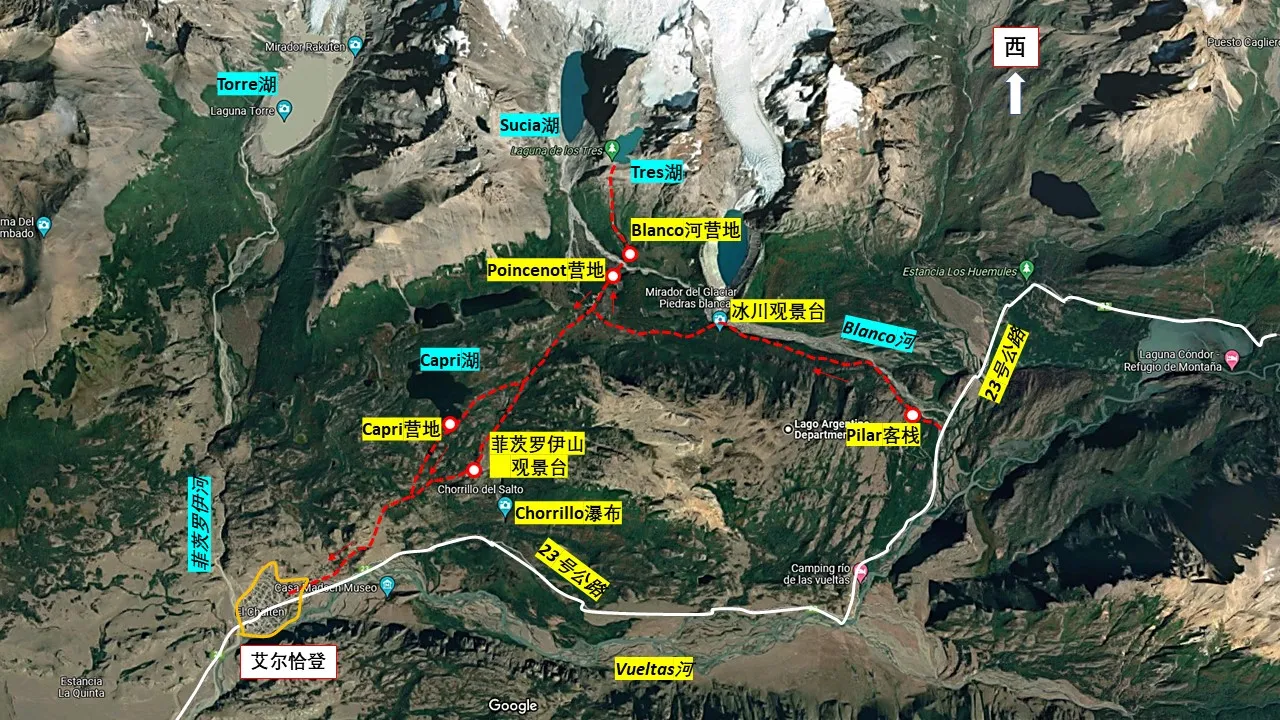 西
Mirador Rakuten
Puesto Caglier
Torre湖
Laguna Torre
Sucia湖
Laguna de los Tres
Tres湖
ma Del
mbado
Blanco河营地
Poincenot营地
Estancia Los Huemules
Mirador del Glaciar
Piedras blanca
冰川观景台
Blanco河
23号公路
Laguna Cóndor -
Refugio de Montaña
Capri湖
Capri营地
Lago Argentino
Department
Pilar客栈
菲茨罗伊山
观景台
Chorrillo del Salto
Chorrillo瀑布
菲茨罗伊河
23号公路
Camping río
de las vueltas
Casa Madsen Museo
El Chaltén
艾尔恰登
Vueltas河
Estancia
La Quinta
Google